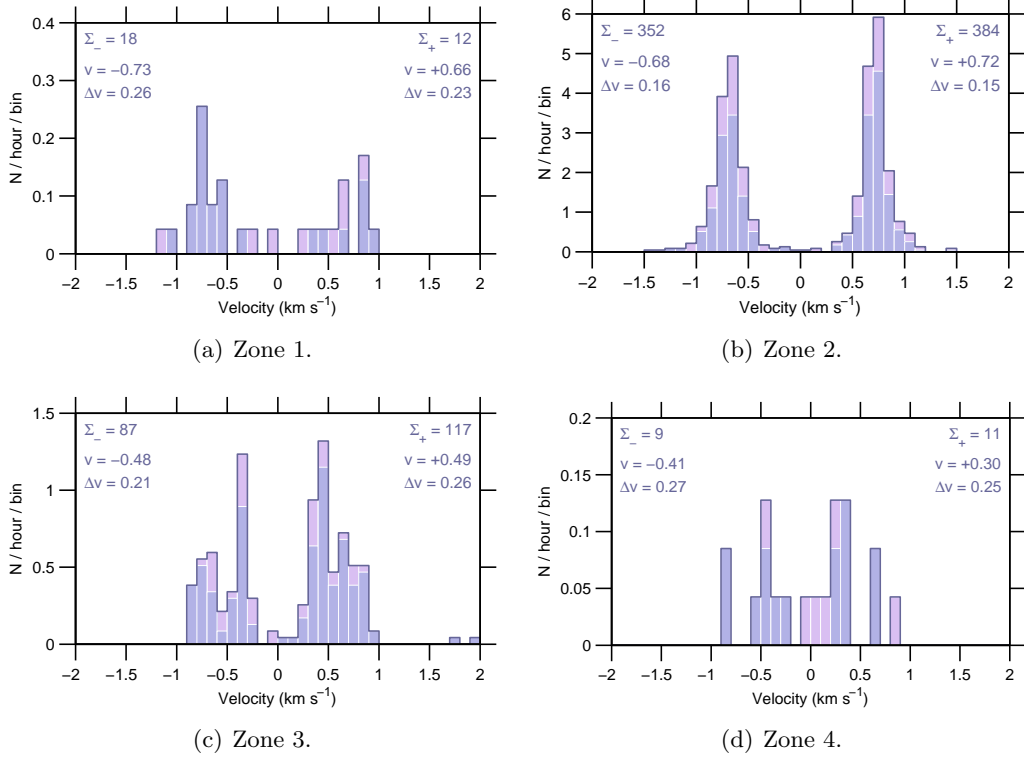 0.4
0.3
0.2
0.1
0
N / hour / bin
Σ− = 18
v = −0.73
Δv = 0.26
Σ+ = 12
v = +0.66
Δv = 0.23
−2 −1.5 −1 −0.5 0 0.5 1 1.5 2
Velocity (km s−1)
(a) Zone 1.
6
5
4
3
2
1
0
N / hour / bin
Σ− = 352
v = −0.68
Δv = 0.16
Σ+ = 384
v = +0.72
Δv = 0.15
−2 −1.5 −1 −0.5 0 0.5 1 1.5 2
Velocity (km s−1)
(b) Zone 2.
1.5
1
0.5
0
N / hour / bin
Σ− = 87
v = −0.48
Δv = 0.21
Σ+ = 117
v = +0.49
Δv = 0.26
−2 −1.5 −1 −0.5 0 0.5 1 1.5 2
Velocity (km s−1)
(c) Zone 3.
0.2
0.15
0.1
0.05
0
N / hour / bin
Σ− = 9
v = −0.41
Δv = 0.27
Σ+ = 11
v = +0.30
Δv = 0.25
−2 −1.5 −1 −0.5 0 0.5 1 1.5 2
Velocity (km s−1)
(d) Zone 4.